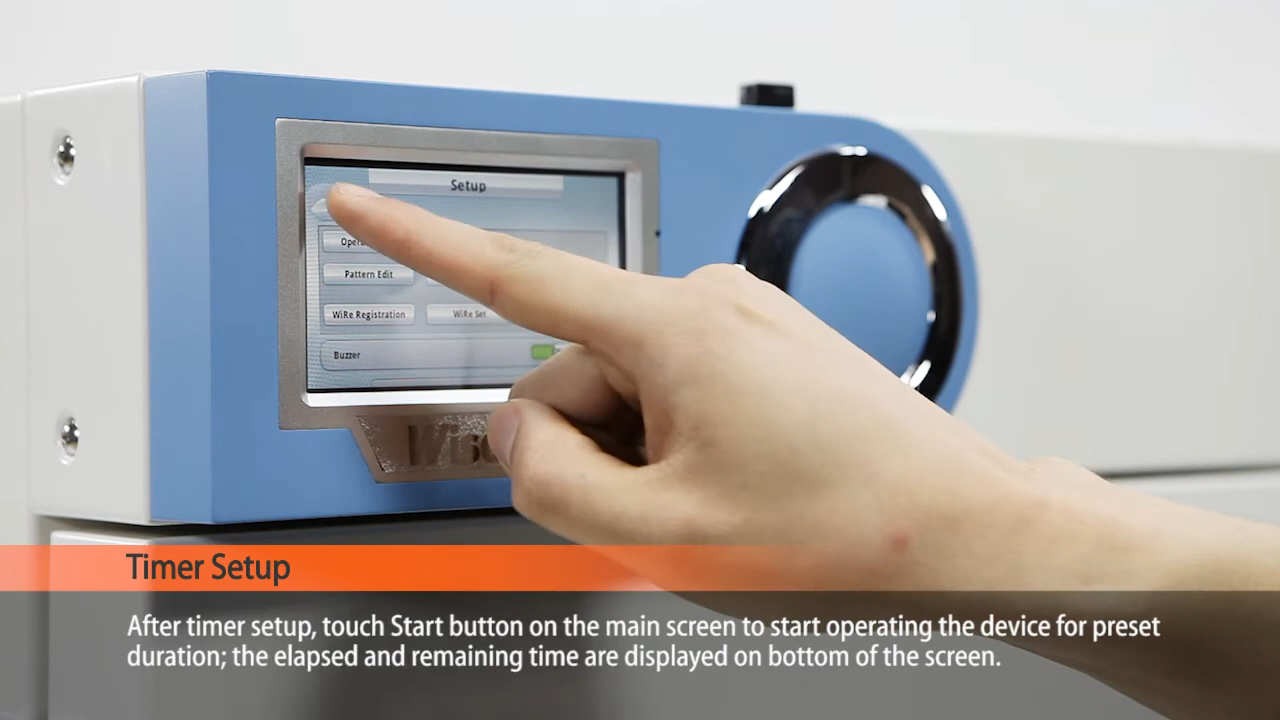 Setup
Pattern Edit
WiRe Registration WiRe Set
Buzzer
Timer Setup
After timer setup, touch Start button on the main screen to start operating the device for preset
duration; the elapsed and remaining time are displayed on bottom of the screen.